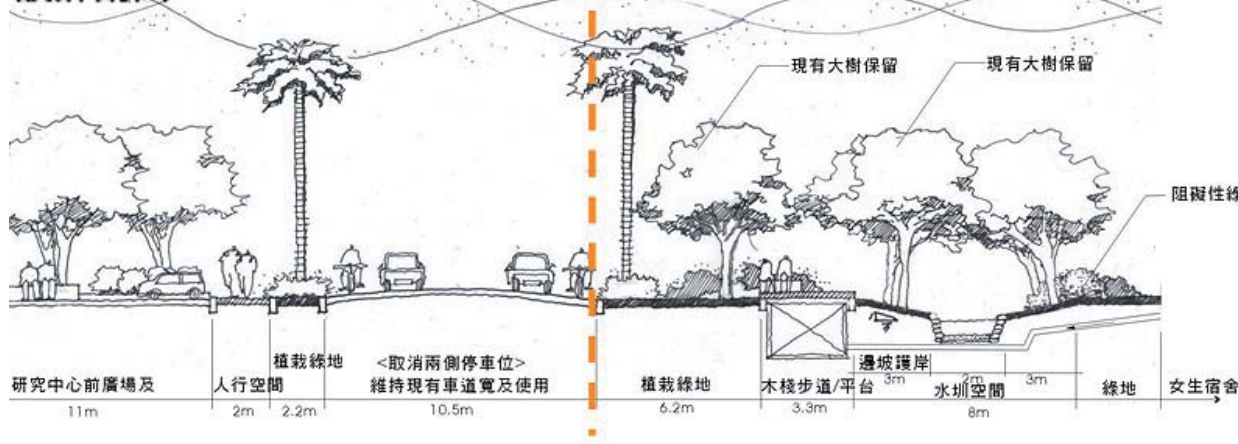 現有大樹保留
現有大樹保留
阻礙性綠
植栽綠地
<取消兩側停車位>
邊坡護岸
研究中心前廣場及
人行空間
維持現有車道寬及使用
植栽綠地
木棧步道/平台
水圳空間
綠地
女生宿舍
3m
2m
3m
11m
2m
2.2m
10.5m
6.2m
3.3m
8m